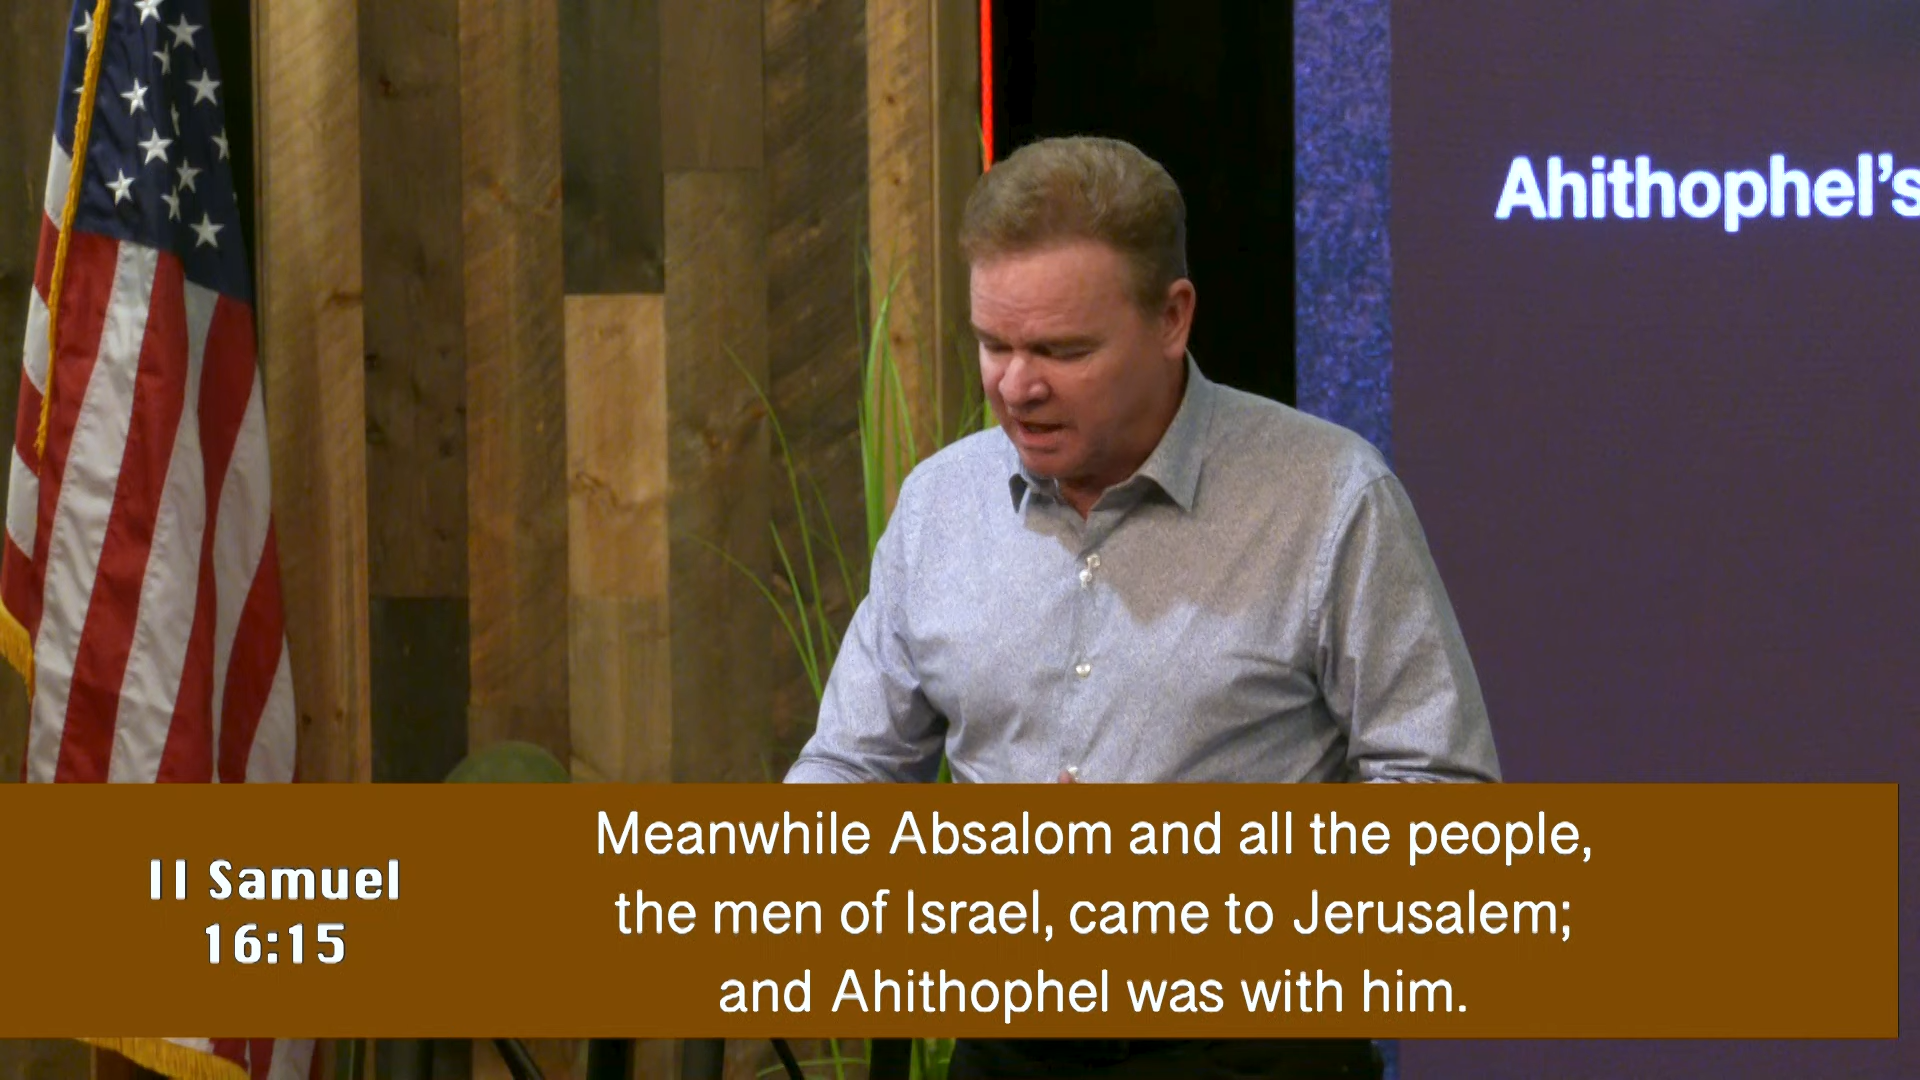 Ahithophel's
II Samuel
16:15
Meanwhile Absalom and all the people,
the men of Israel, came to Jerusalem;
and Ahithophel was with him.